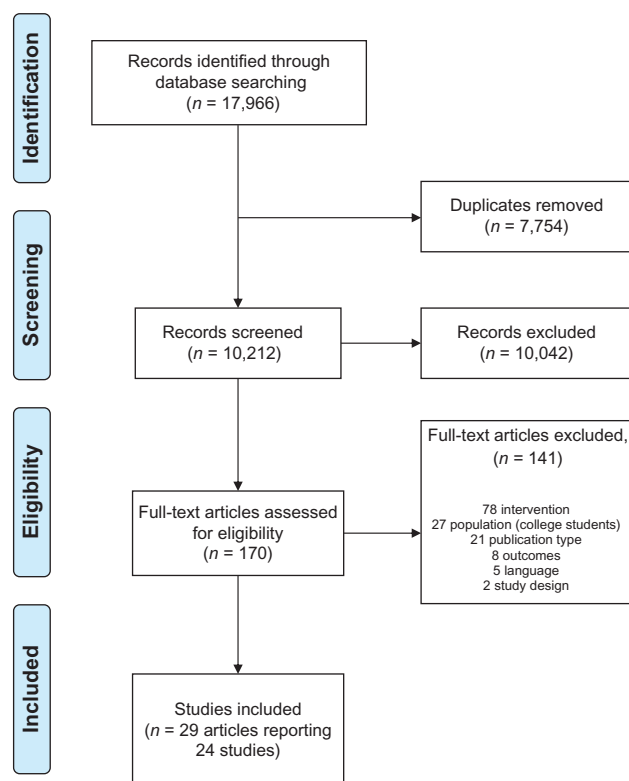 Identification
Records identified through
database searching
(n = 17,966)
Duplicates removed
(n = 7,754)
Screening
Records screened
(n = 10,212)
Records excluded
(n = 10,042)
Eligibility
Full-text articles assessed
for eligibility
(n = 170)
Full-text articles excluded,
(n = 141)
78 intervention
27 population (college students)
21 publication type
8 outcomes
5 language
2 study design
Included
Studies included
(n = 29 articles reporting
24 studies)